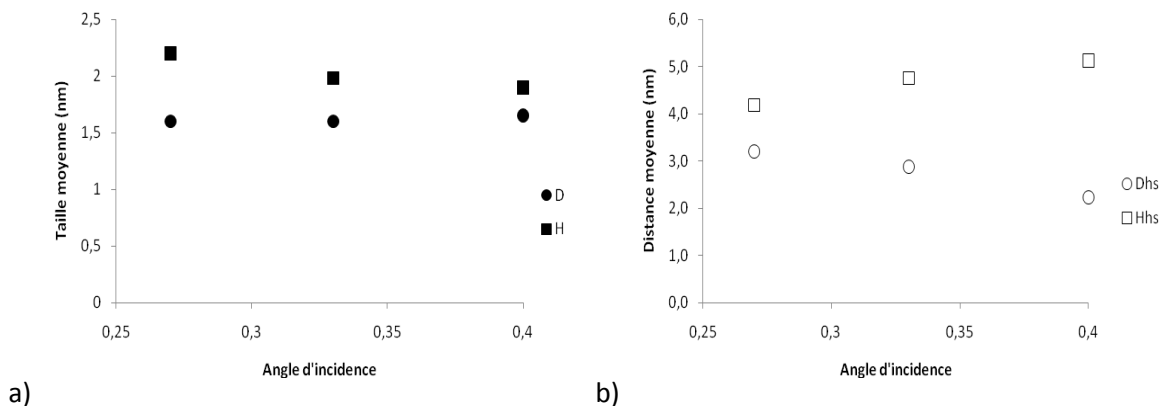 2,5
2
1,5
1
0,5
0
0,25
0,3
0,35
0,4
Taille moyenne (nm)
Angle d'incidence
D
H
a)
6,0
5,0
4,0
3,0
2,0
1,0
0,0
0,25
0,3
0,35
0,4
Distance moyenne (nm)
Angle d'incidence
Dhs
Hhs
b)